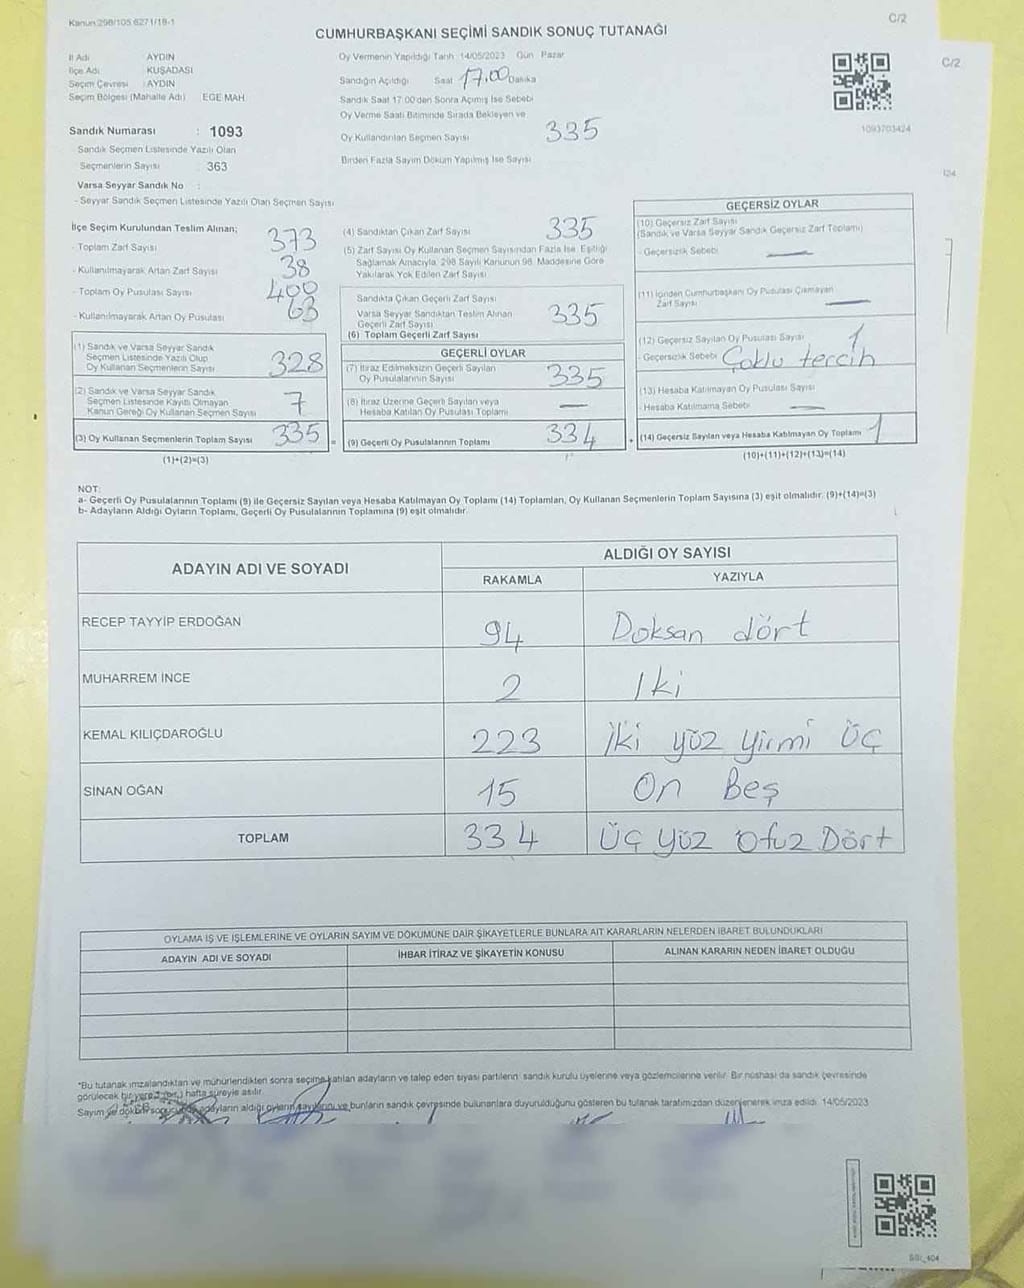 Kanun 298/105 6271/18-1
C/2
CUMHURBAŞKANI SEÇİMİ SANDIK SONUÇ TUTANAĞI
C/2
İl Adı AYDIN
İlçe Adı KUŞADASI
Seçim Çevresi : AYDIN
Seçim Bölgesi (Mahalle Adı) EGE MAH
Sandık Numarası : 1093
- Sandık Seçmen Listesinde Yazılı Olan
Seçmenlerin Sayısı : 363
Varsa Seyyar Sandık No :
- Seyyar Sandık Seçmen Listesinde Yazılı Olan Seçmen Sayısı
Oy Vermenin Yapıldığı Tarih 14/05/2023 Gün Pazar
Sandığın Açıldığı Saat 17.00 Dakika
Sandık Saat 17:00'den Sonra Açılmış İse Sebebi
Oy Verme Saati Bitiminde Sırada Bekleyen ve
Oy Kullandırılan Seçmen Sayısı 335
Birden Fazla Sayım Döküm Yapılmış İse Sayısı
1093703424
İlçe Seçim Kurulundan Teslim Alınan;
- Toplam Zarf Sayısı 373
- Kullanılmayarak Artan Zarf Sayısı 38
- Toplam Oy Pusulası Sayısı 400
- Kullanılmayarak Artan Oy Pusulası 63
(1) Sandık ve Varsa Seyyar Sandık
Seçmen Listesinde Yazılı Olup
Oy Kullanan Seçmenlerin Sayısı 328
(2) Sandık ve Varsa Seyyar Sandık
Seçmen Listesinde Kayıtlı Olmayan
Kanun Gereği Oy Kullanan Seçmen Sayısı 7
(3) Oy Kullanan Seçmenlerin Toplam Sayısı 335 =
(1)+(2)=(3)
(4) Sandıktan Çıkan Zarf Sayısı 335
(5) Zarf Sayısı Oy Kullanan Seçmen Sayısından Fazla İse, Eşitliği
Sağlamak Amacıyla, 298 Sayılı Kanunun 98. Maddesine Göre
Yakılarak Yok Edilen Zarf Sayısı
Sandıkta Çıkan Geçerli Zarf Sayısı
Varsa Seyyar Sandıktan Teslim Alınan
Geçerli Zarf Sayısı 335
(6) Toplam Geçerli Zarf Sayısı
GEÇERLİ OYLAR
(7) İtiraz Edilmeksizin Geçerli Sayılan
Oy Pusulalarının Sayısı 335
(8) İtiraz Üzerine Geçerli Sayılan veya
Hesaba Katılan Oy Pusulası Toplamı —
(9) Geçerli Oy Pusulalarının Toplamı 334 +
GEÇERSİZ OYLAR
(10) Geçersiz Zarf Sayısı
(Sandık ve Varsa Seyyar Sandık Geçersiz Zarf Toplamı)
- Geçersizlik Sebebi —
(11) İçinden Cumhurbaşkanı Oy Pusulası Çıkmayan
Zarf Sayısı —
(12) Geçersiz Sayılan Oy Pusulası Sayısı 1
- Geçersizlik Sebebi Çoklu tercih
(13) Hesaba Katılmayan Oy Pusulası Sayısı
- Hesaba Katılmama Sebebi —
(14) Geçersiz Sayılan veya Hesaba Katılmayan Oy Toplamı 1
(10)+(11)+(12)+(13)=(14)
NOT:
a- Geçerli Oy Pusulalarının Toplamı (9) ile Geçersiz Sayılan veya Hesaba Katılmayan Oy Toplamı (14) Toplamları, Oy Kullanan Seçmenlerin Toplam Sayısına (3) eşit olmalıdır. (9)+(14)=(3)
b- Adayların Aldığı Oyların Toplamı, Geçerli Oy Pusulalarının Toplamına (9) eşit olmalıdır.
ADAYIN ADI VE SOYADI
ALDIĞI OY SAYISI
RAKAMLA YAZIYLA
RECEP TAYYİP ERDOĞAN 94 Doksan dört
MUHARREM İNCE 2 İki
KEMAL KILIÇDAROĞLU 223 iki yüz yirmi üç
SİNAN OĞAN 15 On Beş
TOPLAM 334 Üç yüz Otuz Dört
OYLAMA İŞ VE İŞLEMLERİNE VE OYLARIN SAYIM VE DÖKÜMÜNE DAİR ŞİKAYETLERLE BUNLARA AİT KARARLARIN NELERDEN İBARET BULUNDUKLARI
ADAYIN ADI VE SOYADI İHBAR İTİRAZ VE ŞİKAYETİN KONUSU ALINAN KARARIN NEDEN İBARET OLDUĞU
*Bu tutanak imzalandıktan ve mühürlendikten sonra seçime katılan adayların ve talep eden siyasi partilerin sandık kurulu üyelerine veya gözlemcilerine verilir. Bir nüshası da sandık çevresinde
görülecek bir yere 1 (bir) hafta süreyle asılır.
Sayım ve döküm sonucunda adayların aldığı oyların sayılarını ve bunların sandık çevresinde bulunanlara duyurulduğunu gösteren bu tutanak tarafımızdan düzenlenerek imza edildi. 14/05/2023